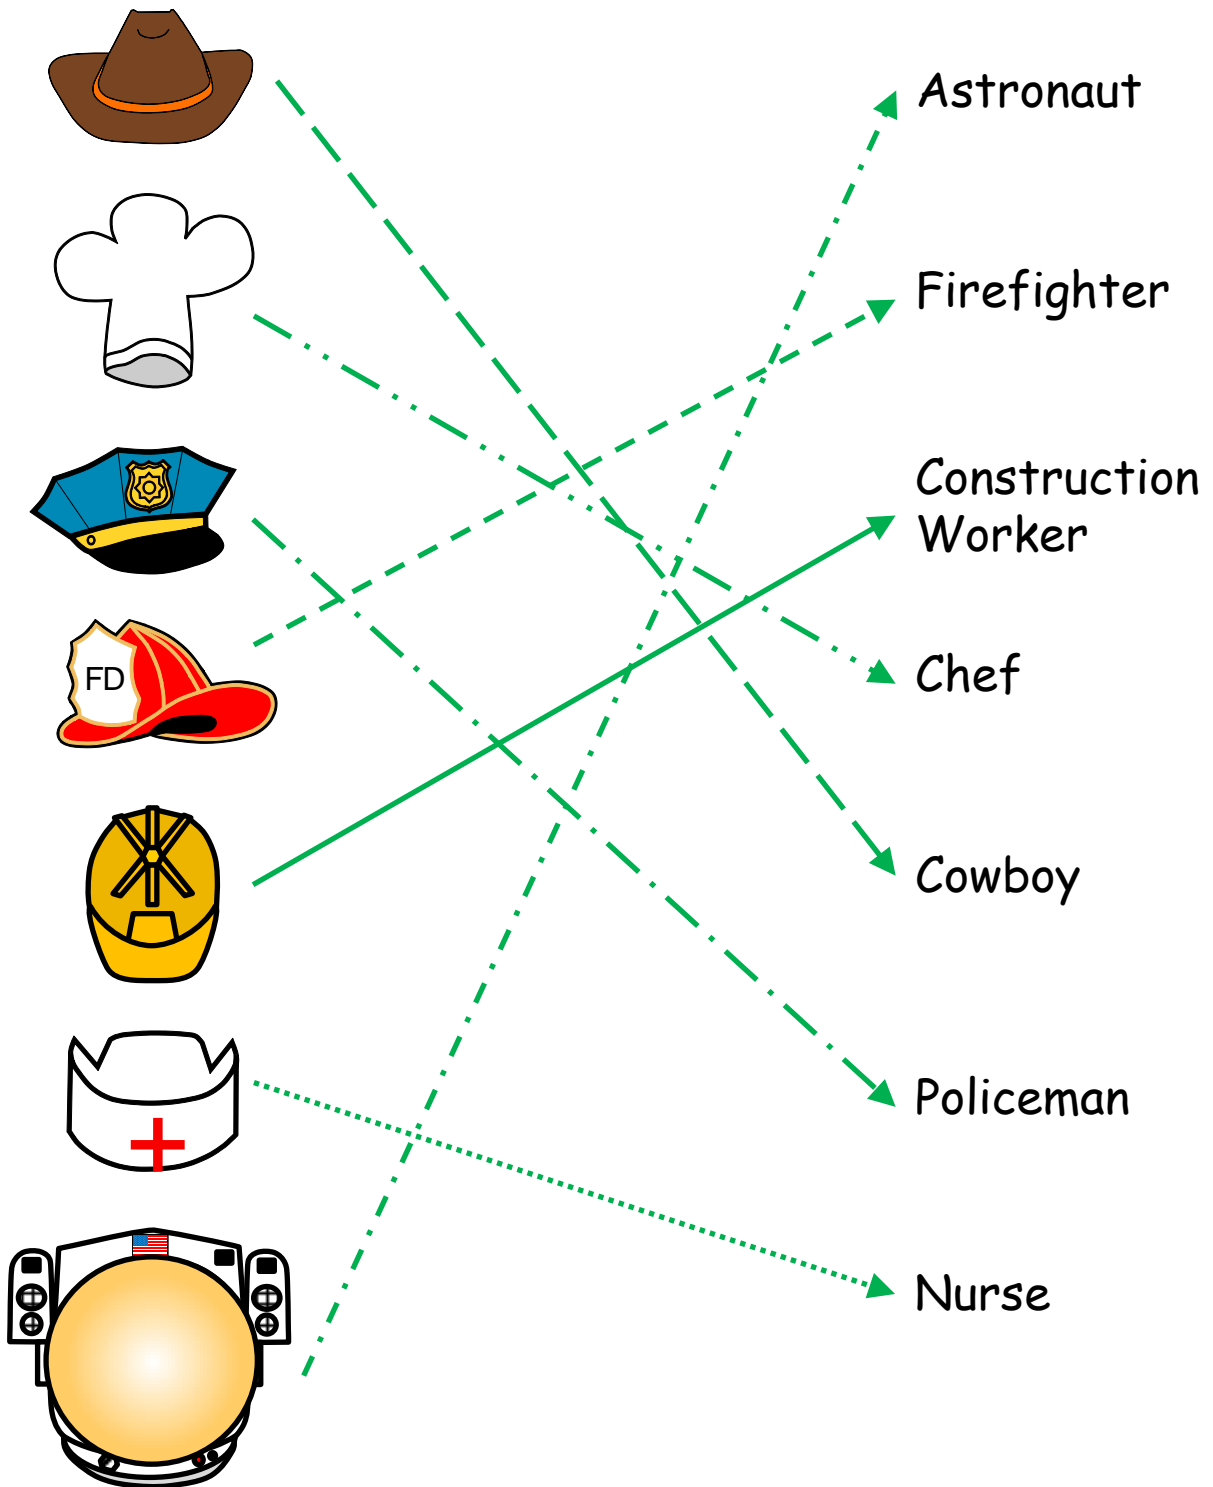 Astronaut
Firefighter
Construction
Worker
FD
Chef
Cowboy
Policeman
Nurse